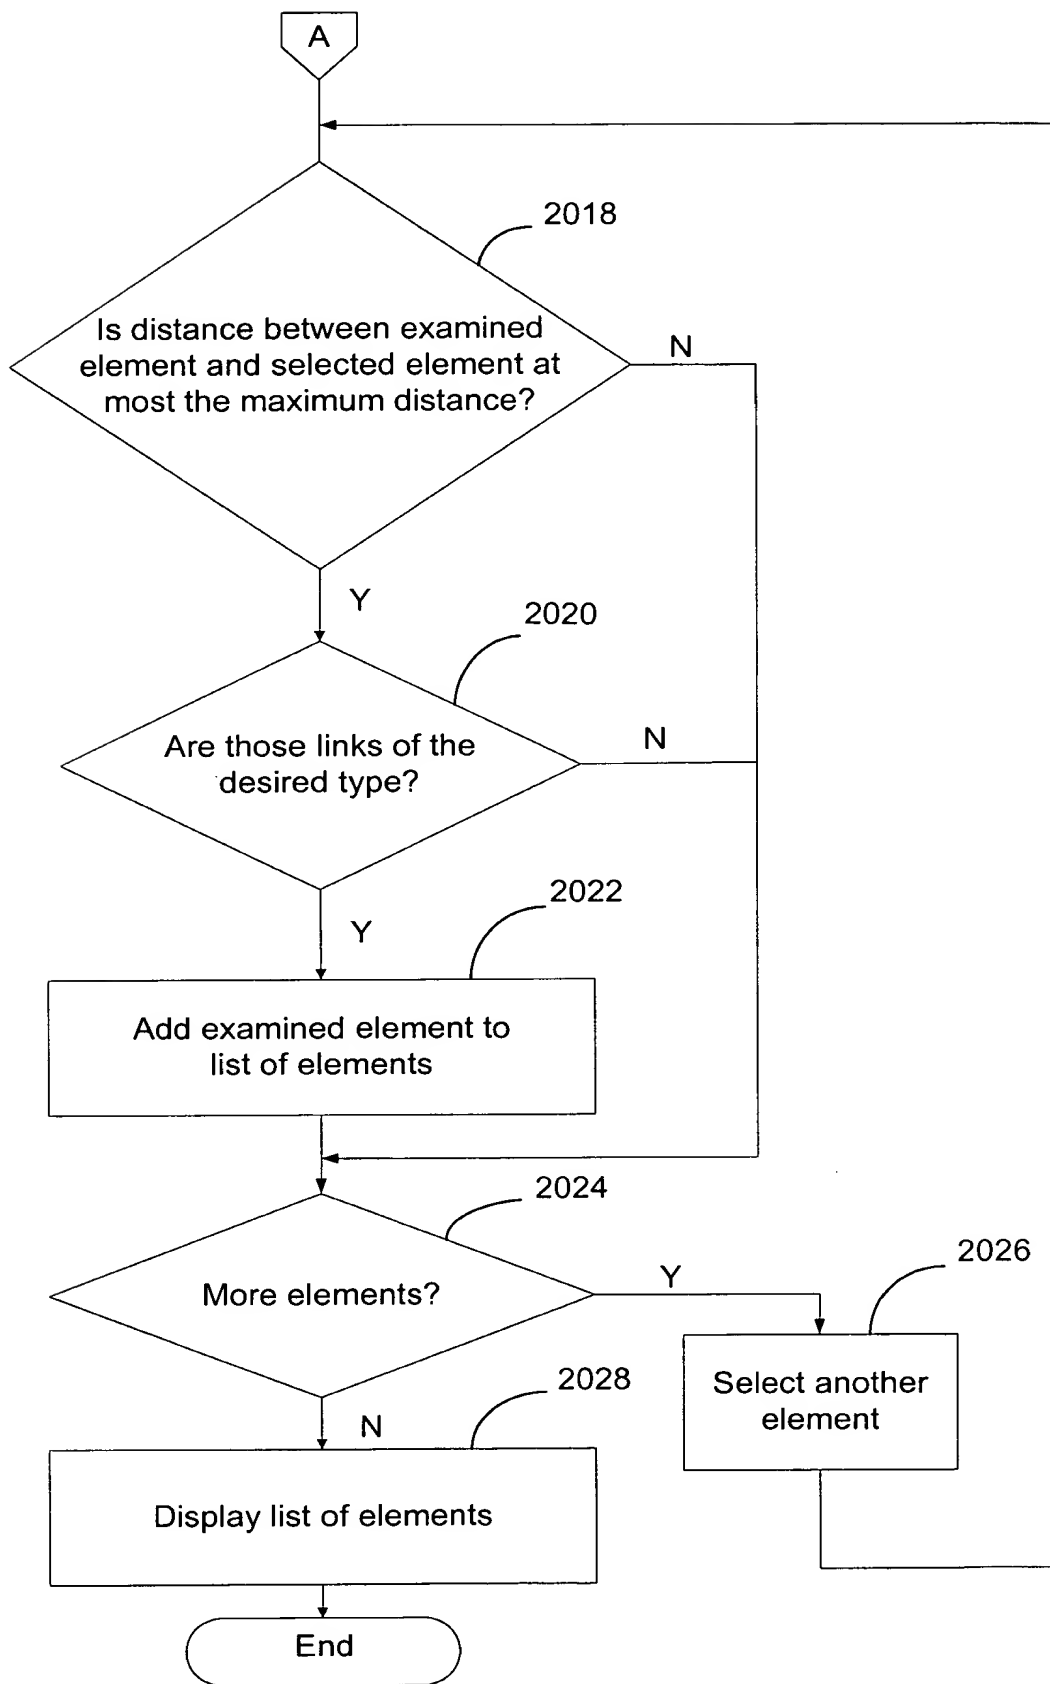 A
2018
Is distance between examined
element and selected element at
most the maximum distance?
N
Y
2020
Are those links of the
desired type?
N
2022
Y
Add examined element to
list of elements
2024
More elements?
Y
2026
Select another
element
2028
N
Display list of elements
End